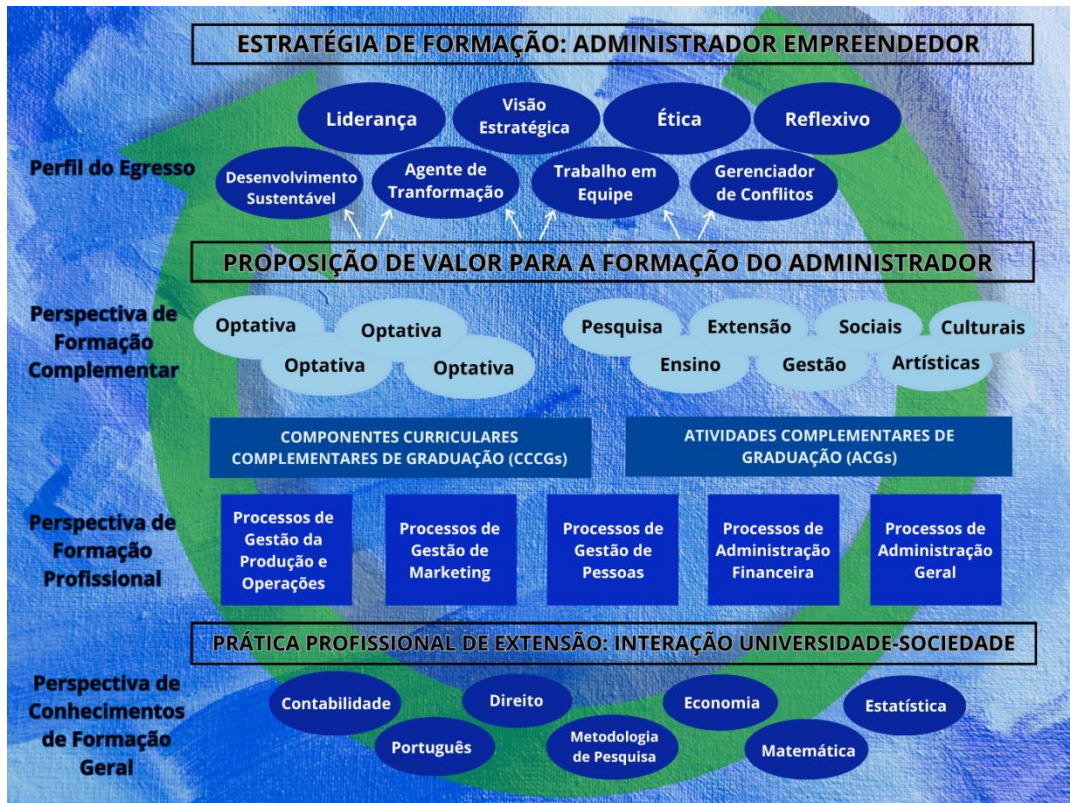 ESTRATÉGIA DE FORMAÇÃO: ADMINISTRADOR EMPREENDEDOR
Perfil do Egresso
Liderança
Visão
Estratégica
Ética
Reflexivo
Desenvolvimento
Sustentável
Agente de
Tranformação
Trabalho em
Equipe
Gerenciador
de Conflitos
PROPOSIÇÃO DE VALOR PARA A FORMAÇÃO DO ADMINISTRADOR
Perspectiva de
Formação
Complementar
Optativa
Optativa
Optativa
Optativa
Pesquisa
Extensão
Sociais
Culturais
Ensino
Gestão
Artísticas
COMPONENTES CURRICULARES
COMPLEMENTARES DE GRADUAÇÃO (CCCGs)
ATIVIDADES COMPLEMENTARES DE
GRADUAÇÃO (ACGs)
Perspectiva de
Formação
Profissional
Processos de
Gestão da
Produção e
Operações
Processos de
Gestão de
Marketing
Processos de
Gestão de
Pessoas
Processos de
Administração
Financeira
Processos de
Administração
Geral
PRÁTICA PROFISSIONAL DE EXTENSÃO: INTERAÇÃO UNIVERSIDADE-SOCIEDADE
Perspectiva de
Conhecimentos
de Formação
Geral
Contabilidade
Direito
Economia
Estatística
Português
Metodologia
de Pesquisa
Matemática